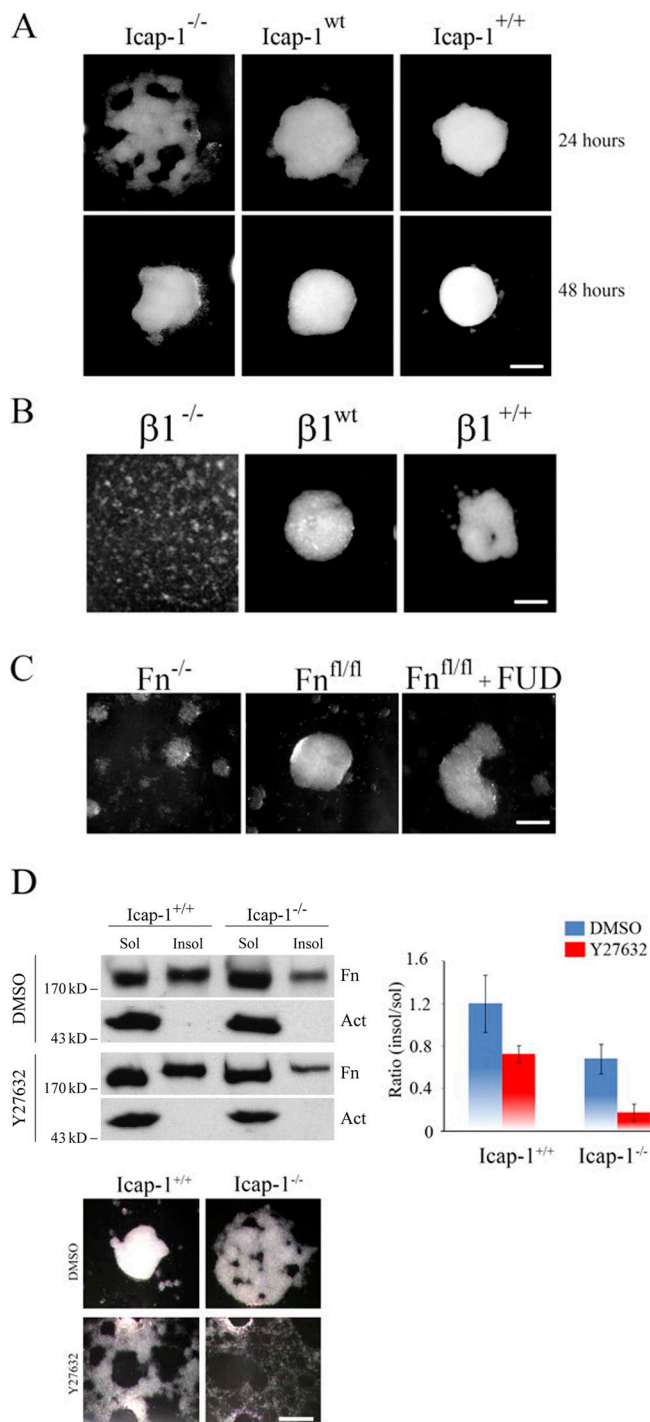 A
Icap-1-/- Icap-1wt Icap-1+/+
24 hours
48 hours
B
β1-/- β1wt β1+/+
C
Fn-/- Fnfl/fl Fnfl/fl + FUD
D
Icap-1+/+ Icap-1-/-
Sol Insol Sol Insol
DMSO
170 kD – Fn
43 kD – Act
Y27632
170 kD – Fn
43 kD – Act
DMSO
Y27632
Ratio (insol/sol)
1.6
1.2
0.8
0.4
0
Icap-1+/+ Icap-1-/-
Icap-1+/+ Icap-1-/-
DMSO
Y27632